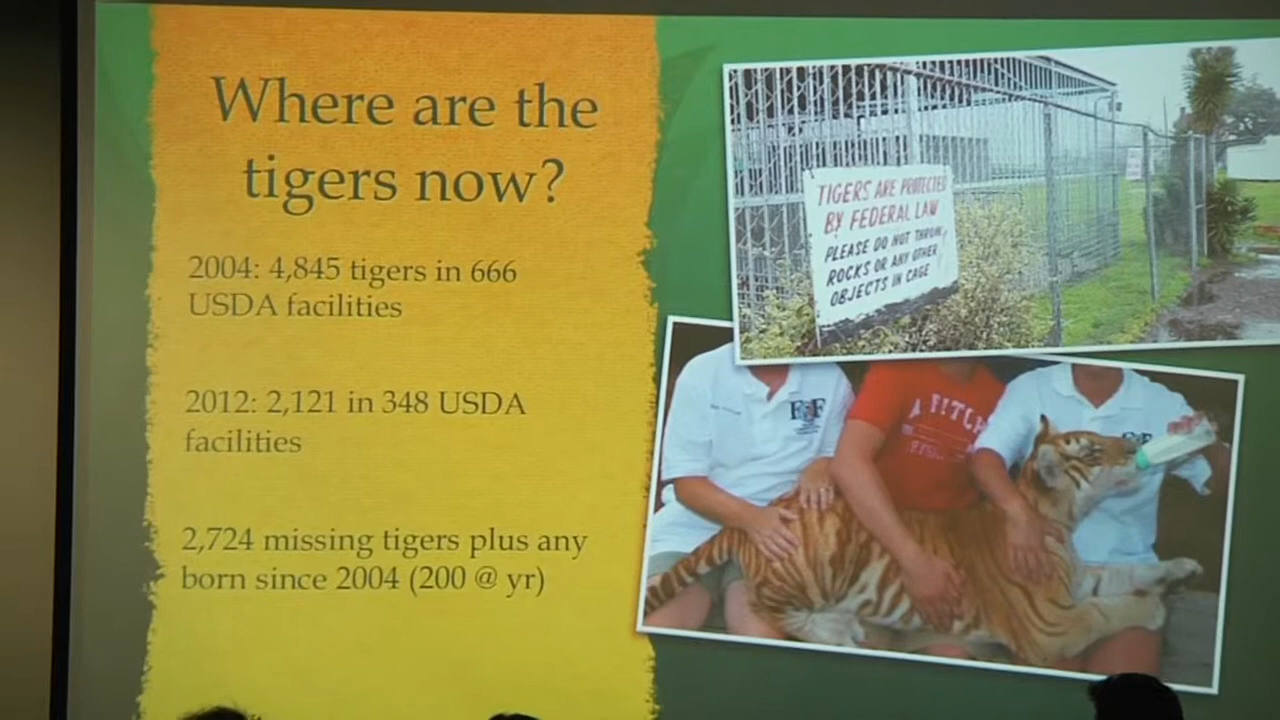 Where are the
tigers now?
2004: 4,845 tigers in 666
USDA facilities
2012: 2,121 in 348 USDA
facilities
2,724 missing tigers plus any
born since 2004 (200 @ yr)
TIGERS ARE PROTECTED
BY FEDERAL LAW
PLEASE DO NOT THROW
ROCKS OR ANY OTHER
OBJECTS IN CAGE
A FITCH